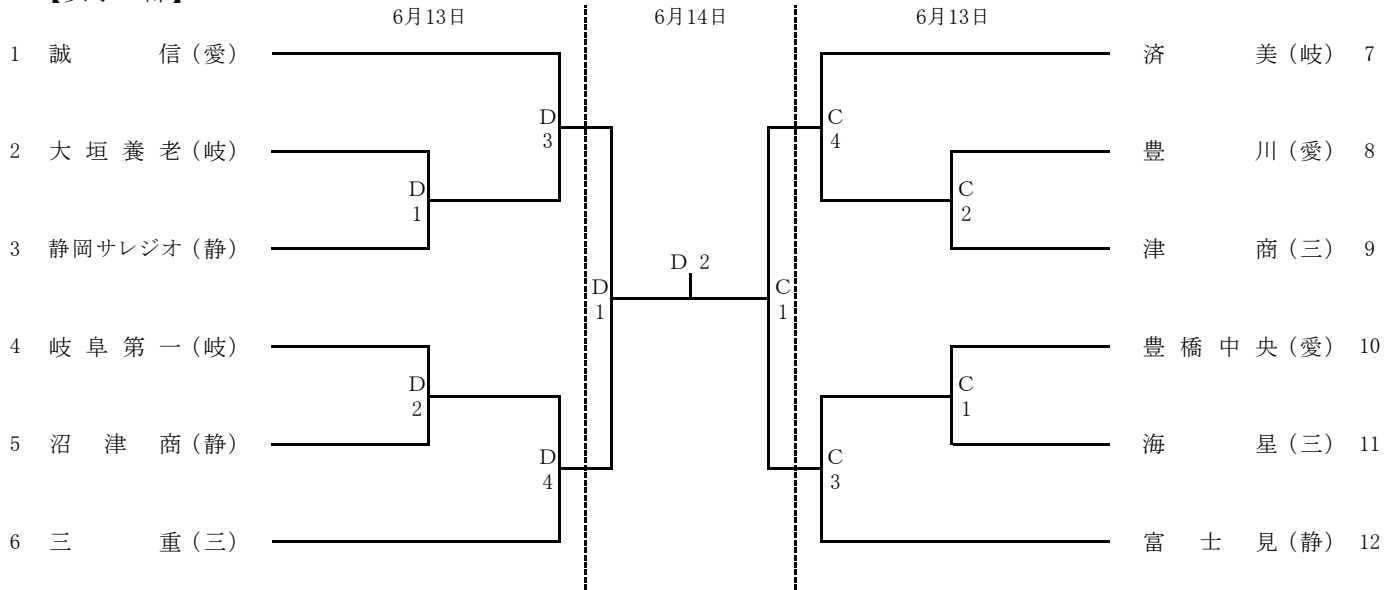 6月13日 6月14日 6月13日
1 誠信(愛)
2 大垣養老(岐)
3 静岡サレジオ(静)
4 岐阜第一(岐)
5 沼津商(静)
6 三重(三)
D
3
D
1
D
2
D
4
D
1
D 2
C
1
C
4
C
2
C
1
C
3
済美(岐) 7
豊川(愛) 8
津商(三) 9
豊橋中央(愛) 10
海星(三) 11
富士見(静) 12